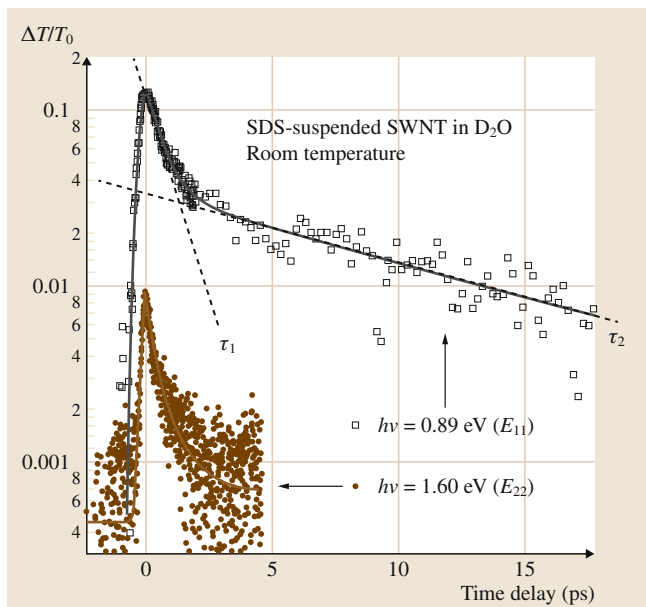 ΔT/T₀
2
0.1
8
6
4
2
0.01
8
6
4
2
0.001
8
6
4
SDS-suspended SWNT in D₂O
Room temperature
τ₁
τ₂
hν = 0.89 eV (E₁₁)
hν = 1.60 eV (E₂₂)
0 5 10 15
Time delay (ps)